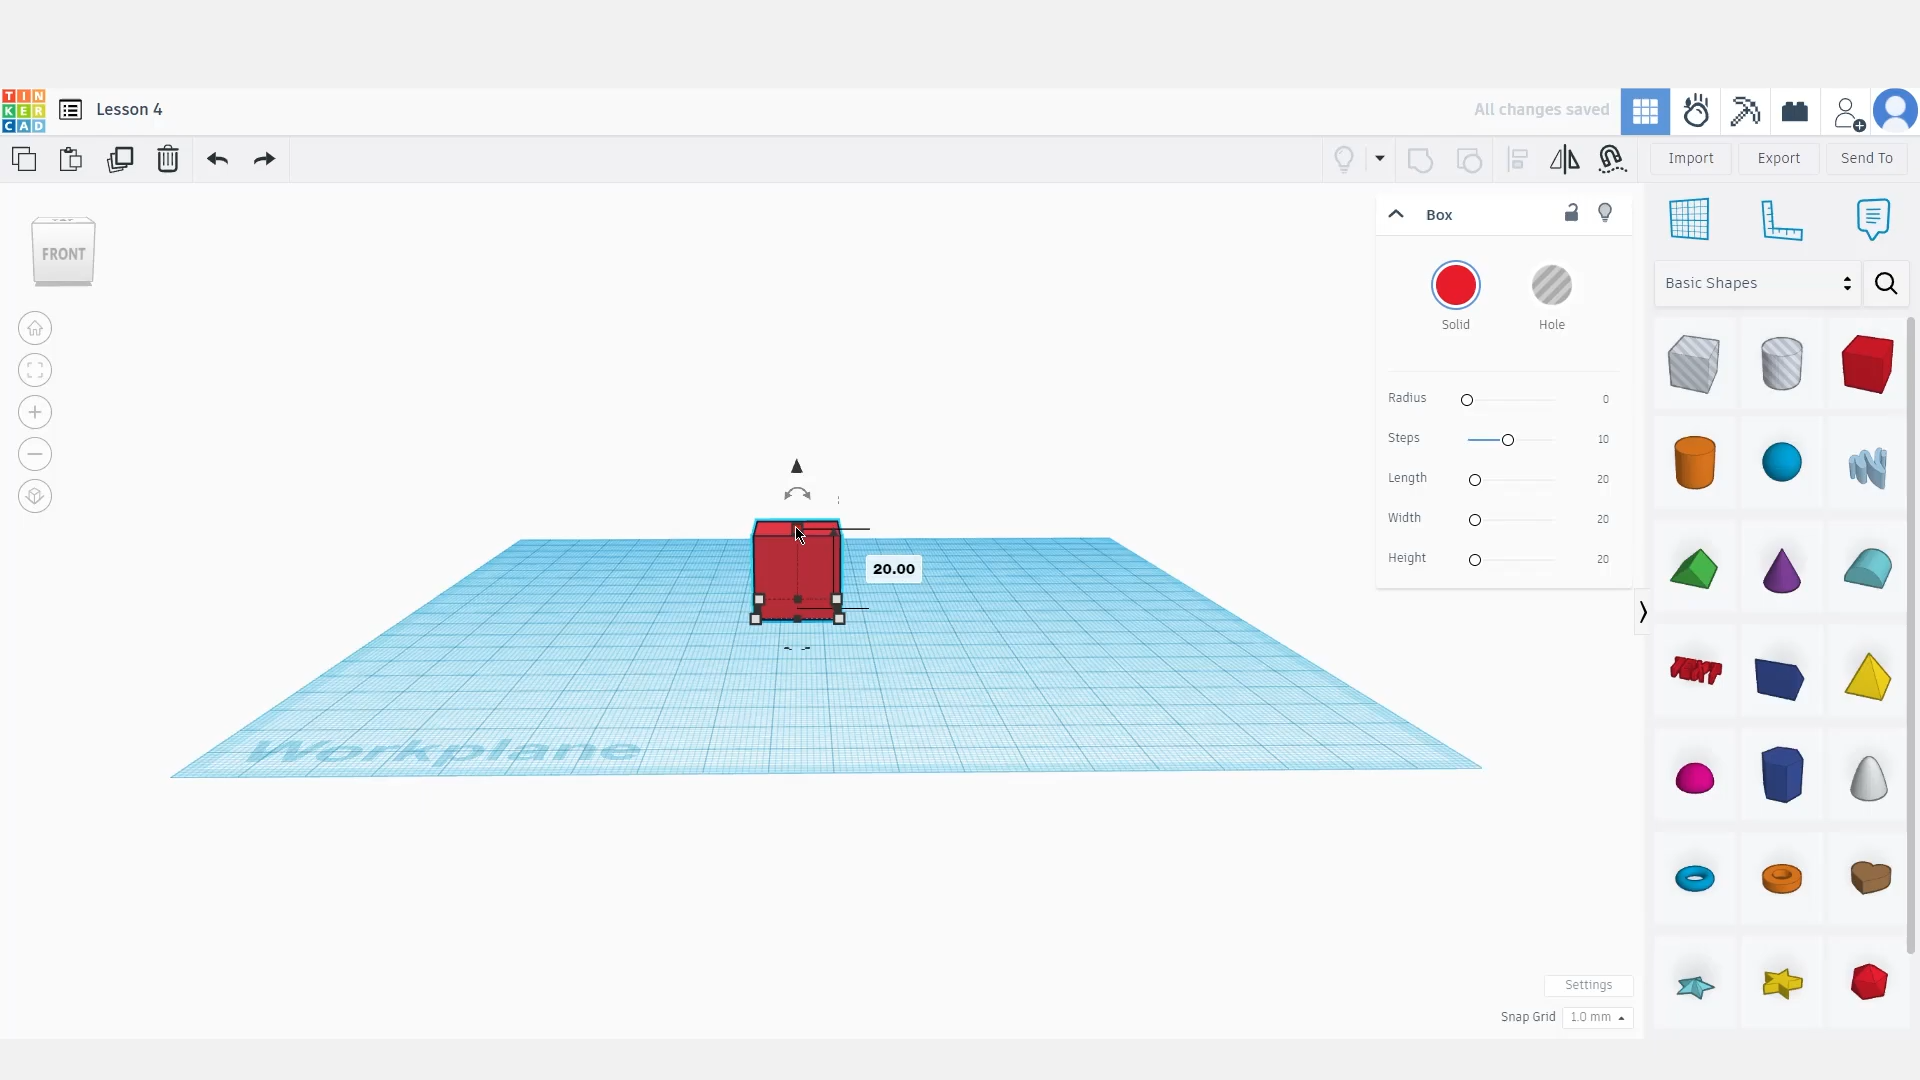 TIN
KER
CAD
Lesson 4
All changes saved
Import
Export
Send To
FRONT
Box
Solid
Hole
Radius
0
Steps
10
Length
20
Width
20
Height
20
Basic Shapes
TEXT
20.00
Workplane
Settings
Snap Grid
1.0 mm